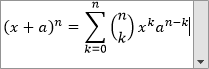 (x + a)^n = \sum_{k=0}^{n} \binom{n}{k} x^k a^{n-k}